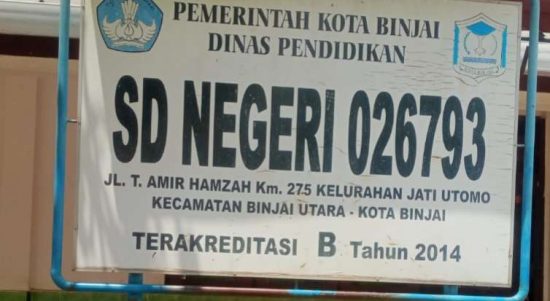 PEMERINTAH KOTA BINJAI
DINAS PENDIDIKAN
SD NEGERI 026793
JL. T. AMIR HAMZAH Km. 27.5 KELURAHAN JATI UTOMO
KECAMATAN BINJAI UTARA - KOTA BINJAI
TERAKREDITASI B Tahun 2014